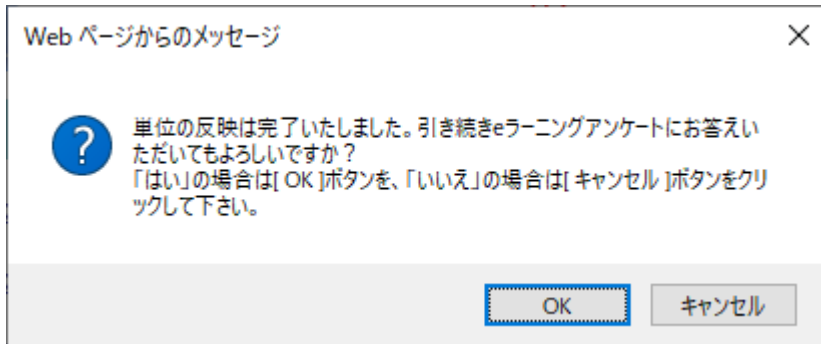 Web ページからのメッセージ
単位の反映は完了いたしました。引き続きeラーニングアンケートにお答えい
ただいてもよろしいですか？
「はい」の場合は[ OK ]ボタンを、「いいえ」の場合は[ キャンセル ]ボタンをクリ
ックして下さい。
OK
キャンセル